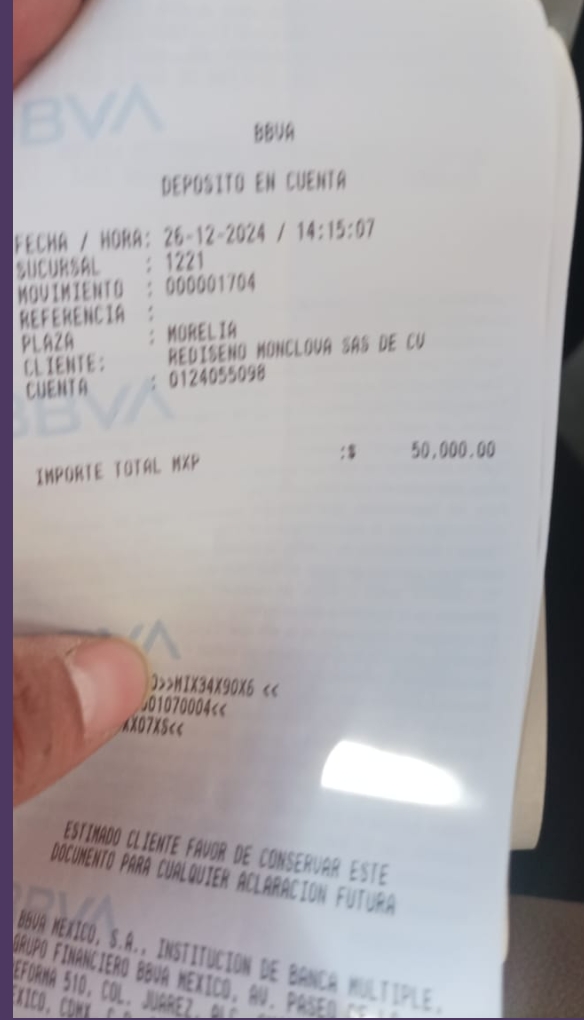 BBVA
DEPOSITO EN CUENTA
FECHA / HORA: 26-12-2024 / 14:15:07
SUCURSAL : 1221
MOVIMIENTO : 000001704
REFERENCIA :
PLAZA : MORELIA
CLIENTE: REDISENO MONCLOVA SAS DE CV
CUENTA : 0124055098
BBVA
IMPORTE TOTAL MXP :$ 50,000.00
>>MIX34X90X6 <<
01070004<<
X07X5<<
ESTIMADO CLIENTE FAVOR DE CONSERVAR ESTE
DOCUMENTO PARA CUALQUIER ACLARACION FUTURA
BBVA MEXICO, S.A., INSTITUCION DE BANCA MULTIPLE,
GRUPO FINANCIERO BBVA MEXICO, AV. PASEO
REFORMA 510, COL. JUAREZ,